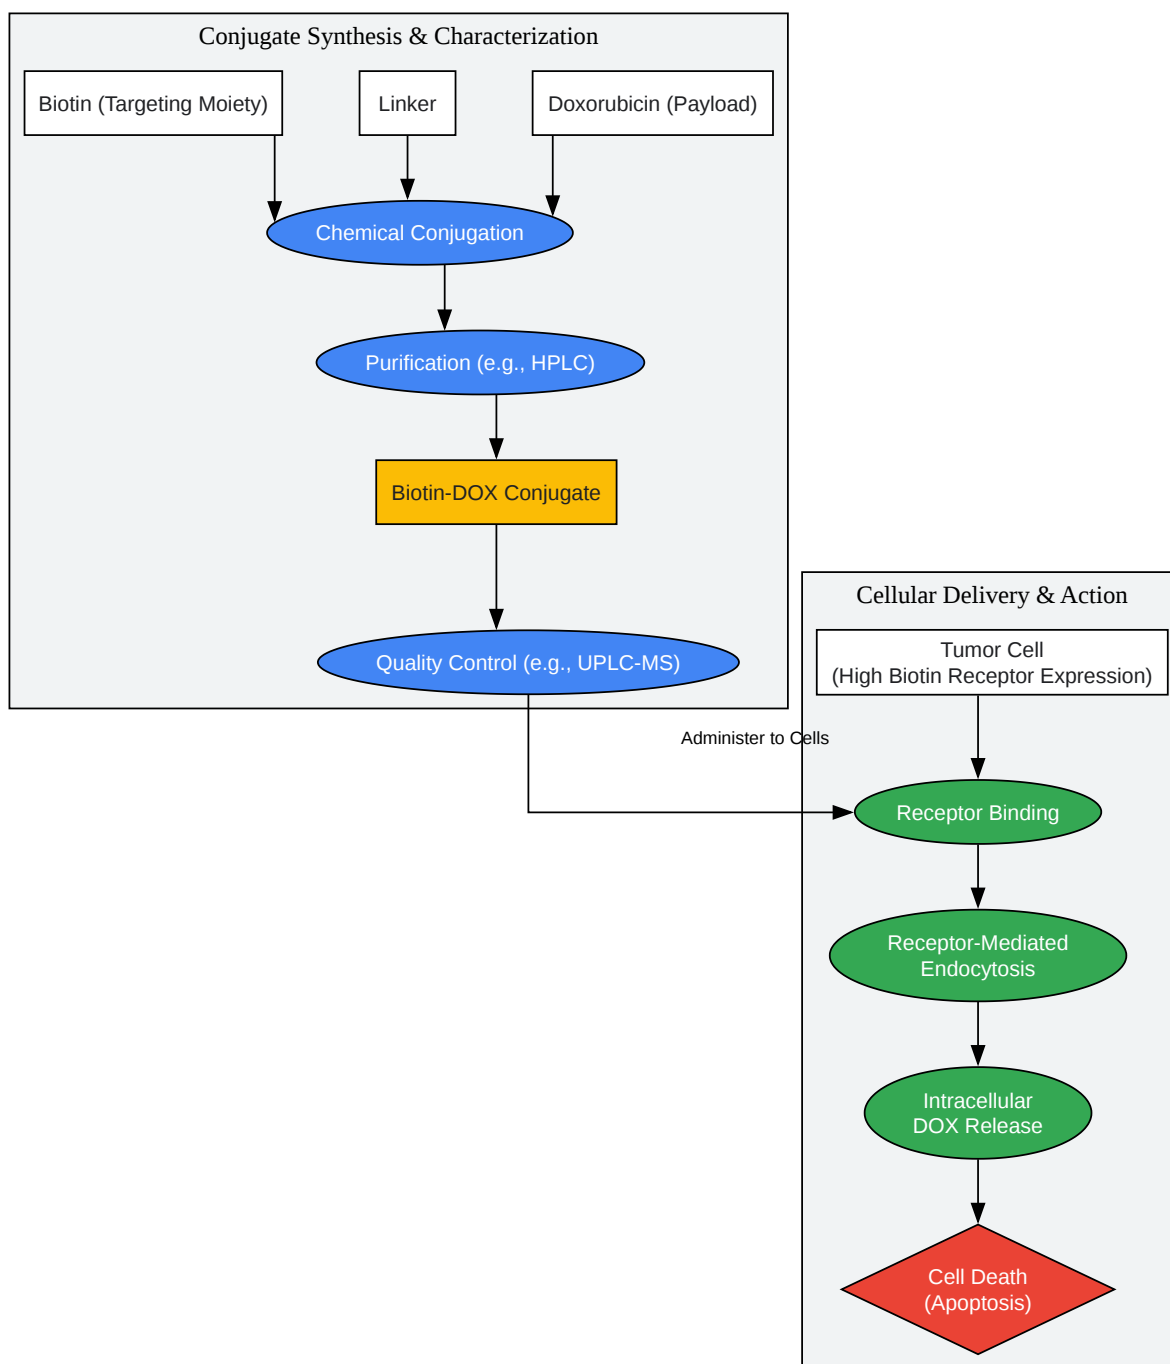 Conjugate Synthesis & Characterization
Biotin (Targeting Moiety)
Linker
Doxorubicin (Payload)
Chemical Conjugation
Purification (e.g., HPLC)
Biotin-DOX Conjugate
Quality Control (e.g., UPLC-MS)
Administer to Cells
Cellular Delivery & Action
Tumor Cell
(High Biotin Receptor Expression)
Receptor Binding
Receptor-Mediated
Endocytosis
Intracellular
DOX Release
Cell Death
(Apoptosis)